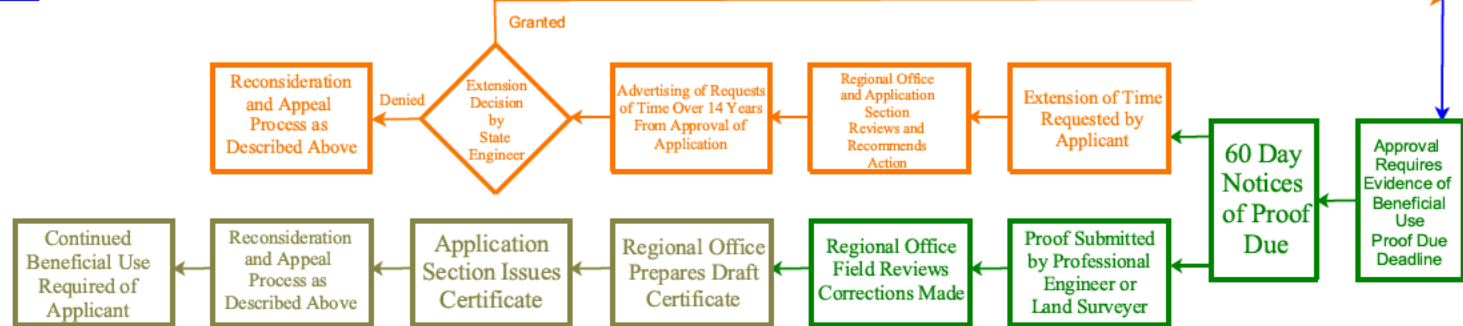 Granted
Reconsideration
and Appeal
Process as
Described Above
Denied
Extension
Decision
by
State
Engineer
Advertising of Requests
of Time Over 14 Years
From Approval of
Application
Regional Office
and Application
Section
Reviews and
Recommends
Action
Extension of Time
Requested by
Applicant
60 Day
Notices
of Proof
Due
Approval
Requires
Evidence of
Beneficial
Use
Proof Due
Deadline
Continued
Beneficial Use
Required of
Applicant
Reconsideration
and Appeal
Process as
Described Above
Application
Section Issues
Certificate
Regional Office
Prepares Draft
Certificate
Regional Office
Field Reviews
Corrections Made
Proof Submitted
by Professional
Engineer or
Land Surveyer